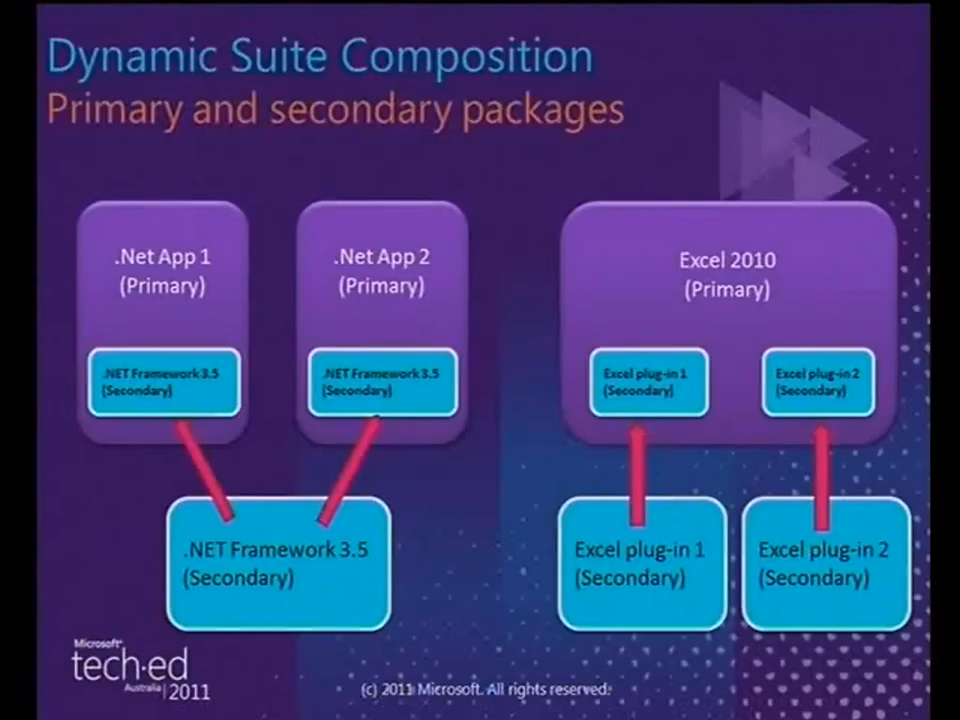 Dynamic Suite Composition
Primary and secondary packages
.Net App 1
(Primary)
.NET Framework 3.5
(Secondary)
.Net App 2
(Primary)
.NET Framework 3.5
(Secondary)
.NET Framework 3.5
(Secondary)
Excel 2010
(Primary)
Excel plug-in 1
(Secondary)
Excel plug-in 2
(Secondary)
Excel plug-in 1
(Secondary)
Excel plug-in 2
(Secondary)
Microsoft
tech·ed
Australia | 2011
(c) 2011 Microsoft. All rights reserved.